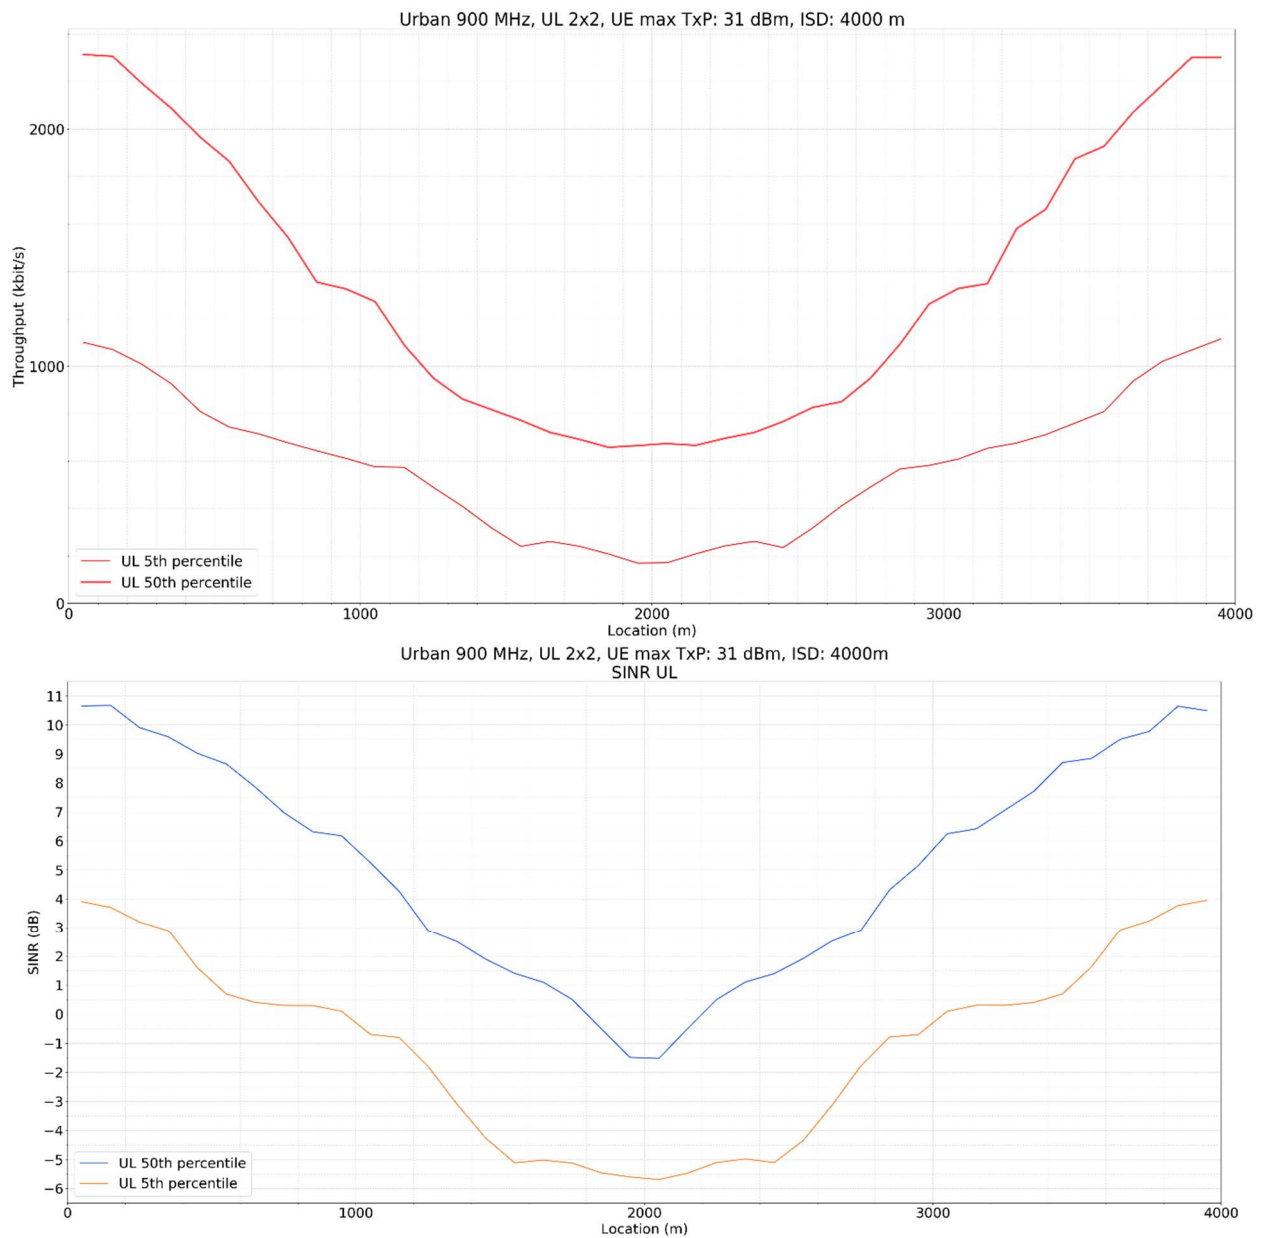 Urban 900 MHz, UL 2x2, UE max TxP: 31 dBm, ISD: 4000 m
2000
1000
0
Throughput (kbit/s)
UL 5th percentile
UL 50th percentile
0 1000 2000 3000 4000
Location (m)
Urban 900 MHz, UL 2x2, UE max TxP: 31 dBm, ISD: 4000m
SINR UL
11
10
9
8
7
6
5
4
3
2
1
0
−1
−2
−3
−4
−5
−6
SINR (dB)
UL 50th percentile
UL 5th percentile
0 1000 2000 3000 4000
Location (m)